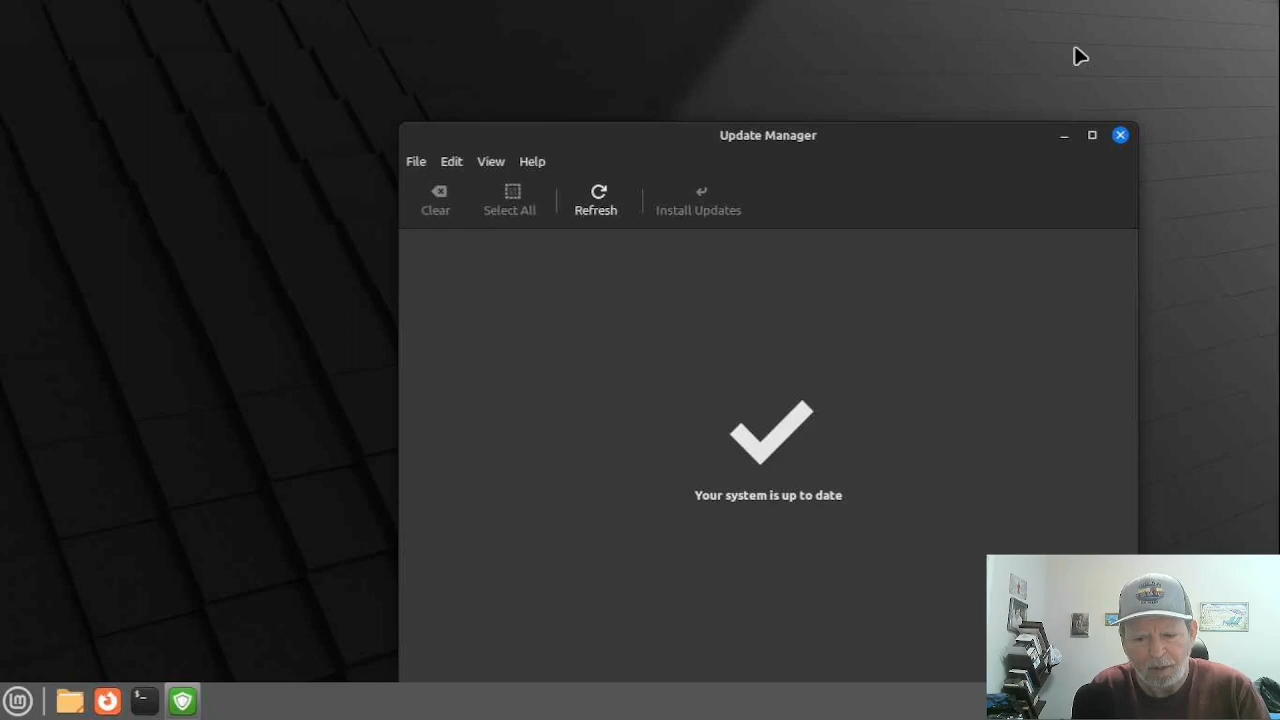 Update Manager
File Edit View Help
Clear Select All Refresh Install Updates
Your system is up to date